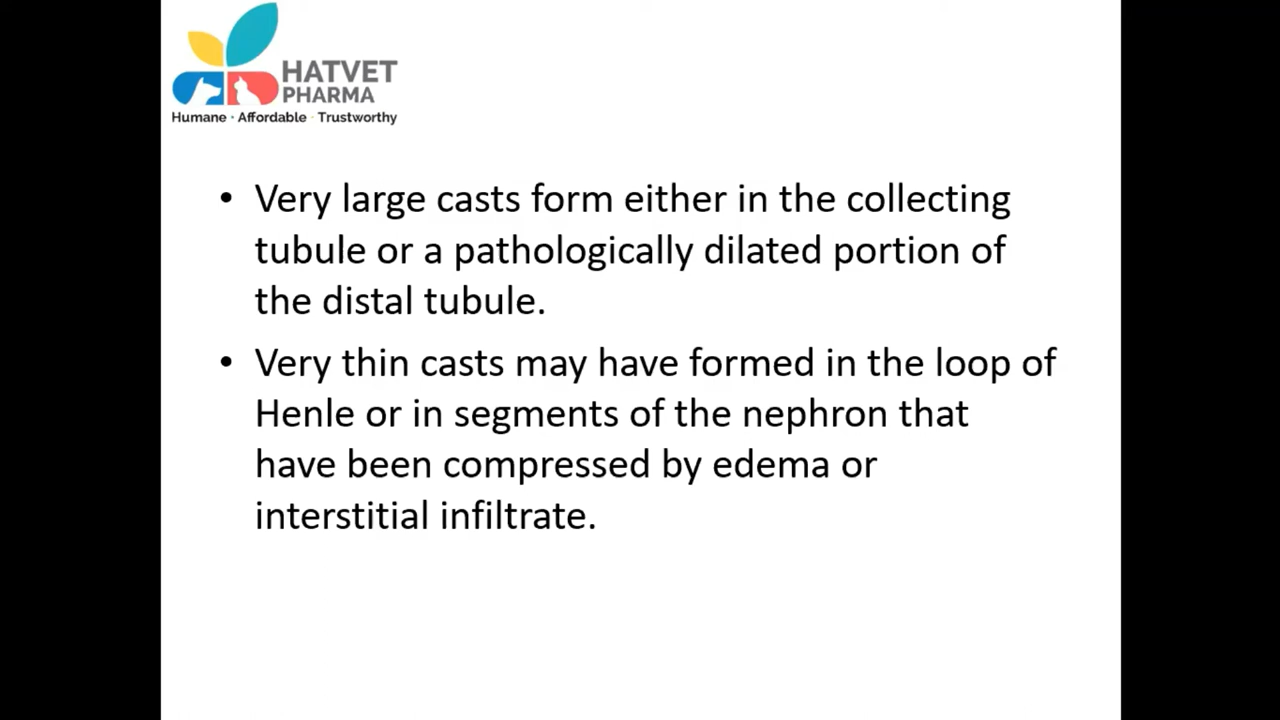 HATVET
PHARMA
Humane · Affordable · Trustworthy
• Very large casts form either in the collecting
tubule or a pathologically dilated portion of
the distal tubule.
• Very thin casts may have formed in the loop of
Henle or in segments of the nephron that
have been compressed by edema or
interstitial infiltrate.